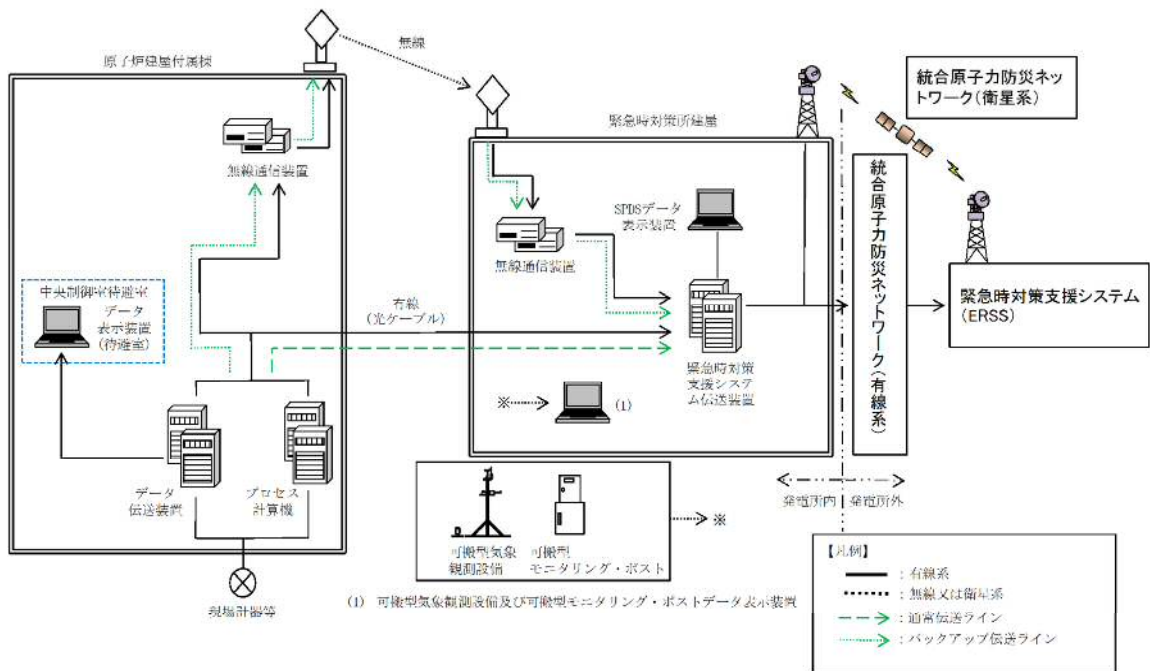 原子炉建屋付属棟
無線
統合原子力防災ネッ
トワーク(衛星系)
緊急時対策所建屋
無線通信装置
SPDSデータ
表示装置
無線通信装置
統合原子力防災ネットワーク(有線系)
中央制御室待避室
データ
表示装置
(待避室)
有線
(光ケーブル)
緊急時対策支援システム
(ERSS)
緊急時対策
支援システ
ム伝送装置
※
(1)
データ
伝送装置
プロセス
計算機
発電所内
発電所外
※
可搬型気象
観測設備
可搬型
モニタリング・ポスト
現場計器等
(1) 可搬型気象観測設備及び可搬型モニタリング・ポストデータ表示装置
【凡例】
:有線系
:無線又は衛星系
:通常伝送ライン
:バックアップ伝送ライン